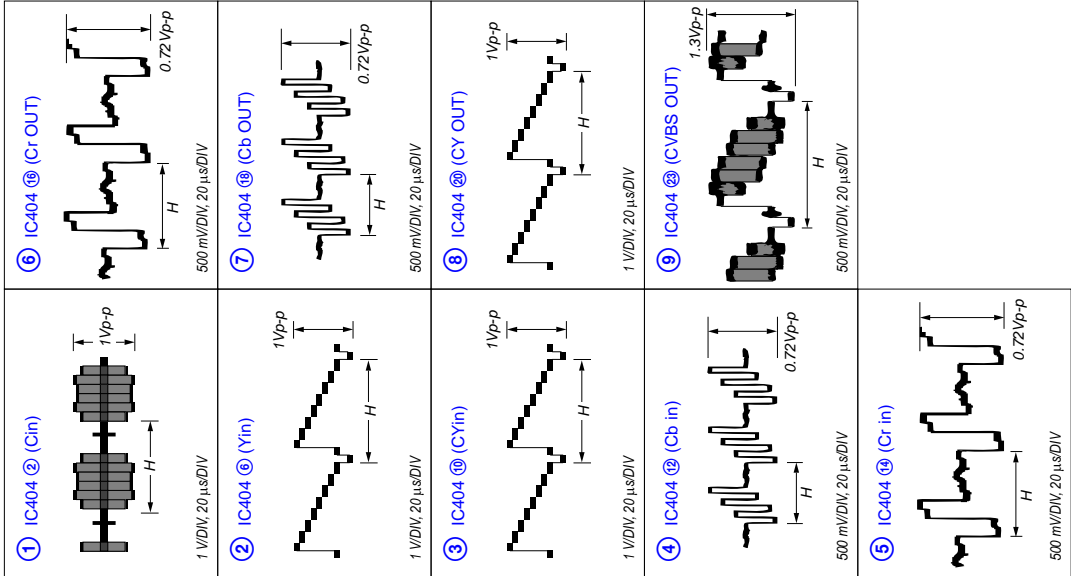 ① IC404 ② (Cin)
1Vp-p
H
1 V/DIV, 20 µs/DIV
② IC404 ⑥ (Yin)
1Vp-p
H
1 V/DIV, 20 µs/DIV
③ IC404 ⑩ (CYin)
1Vp-p
H
1 V/DIV, 20 µs/DIV
④ IC404 ⑫ (Cb in)
0.72Vp-p
H
500 mV/DIV, 20 µs/DIV
⑤ IC404 ⑭ (Cr in)
0.72Vp-p
H
500 mV/DIV, 20 µs/DIV
⑥ IC404 ⑯ (Cr OUT)
0.72Vp-p
H
500 mV/DIV, 20 µs/DIV
⑦ IC404 ⑱ (Cb OUT)
0.72Vp-p
H
500 mV/DIV, 20 µs/DIV
⑧ IC404 ⑳ (CY OUT)
1Vp-p
H
1 V/DIV, 20 µs/DIV
⑨ IC404 ㉓ (CVBS OUT)
1.3Vp-p
H
500 mV/DIV, 20 µs/DIV